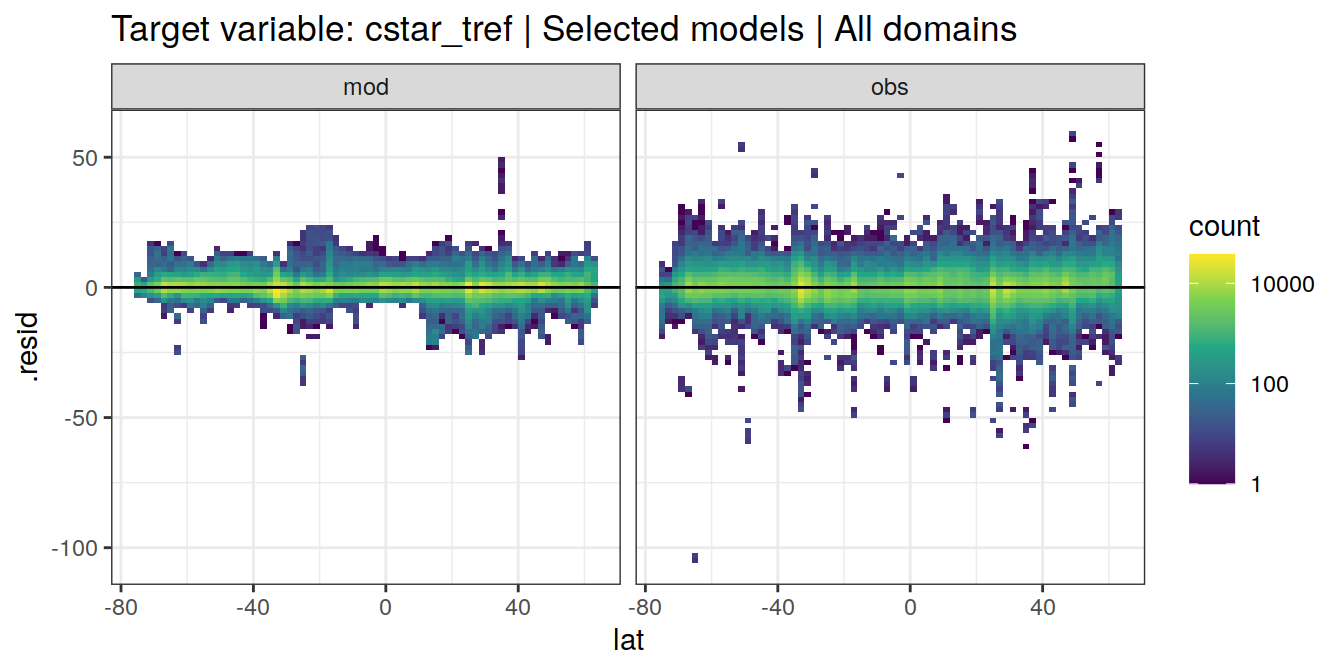 Target variable: cstar_tref | Selected models | All domains
mod
obs
50
0
-50
-100
.resid
-80
-40
0
40
-80
-40
0
40
lat
count
10000
100
1